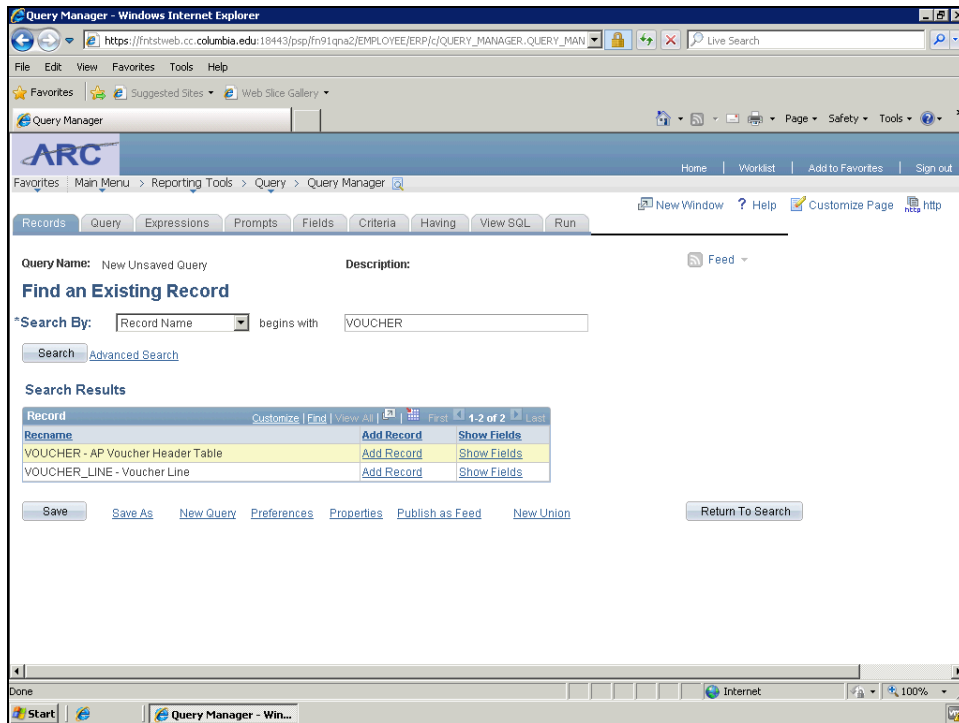 Query Manager - Windows Internet Explorer
https://fntstweb.cc.columbia.edu:18443/psp/fn91qna2/EMPLOYEE/ERP/c/QUERY_MANAGER.QUERY_MAN
Live Search
File Edit View Favorites Tools Help
Favorites Suggested Sites Web Slice Gallery
Query Manager
Page Safety Tools
ARC
Home | Worklist | Add to Favorites | Sign out
Favorites Main Menu > Reporting Tools > Query > Query Manager
New Window ? Help Customize Page http
Records Query Expressions Prompts Fields Criteria Having View SQL Run
Query Name: New Unsaved Query Description: Feed
Find an Existing Record
*Search By: Record Name begins with VOUCHER
Search Advanced Search
Search Results
Record Customize | Find | View All | | First 1-2 of 2 Last
Recname Add Record Show Fields
VOUCHER - AP Voucher Header Table Add Record Show Fields
VOUCHER_LINE - Voucher Line Add Record Show Fields
Save Save As New Query Preferences Properties Publish as Feed New Union Return To Search
Done Internet 100%
Start Query Manager - Win...